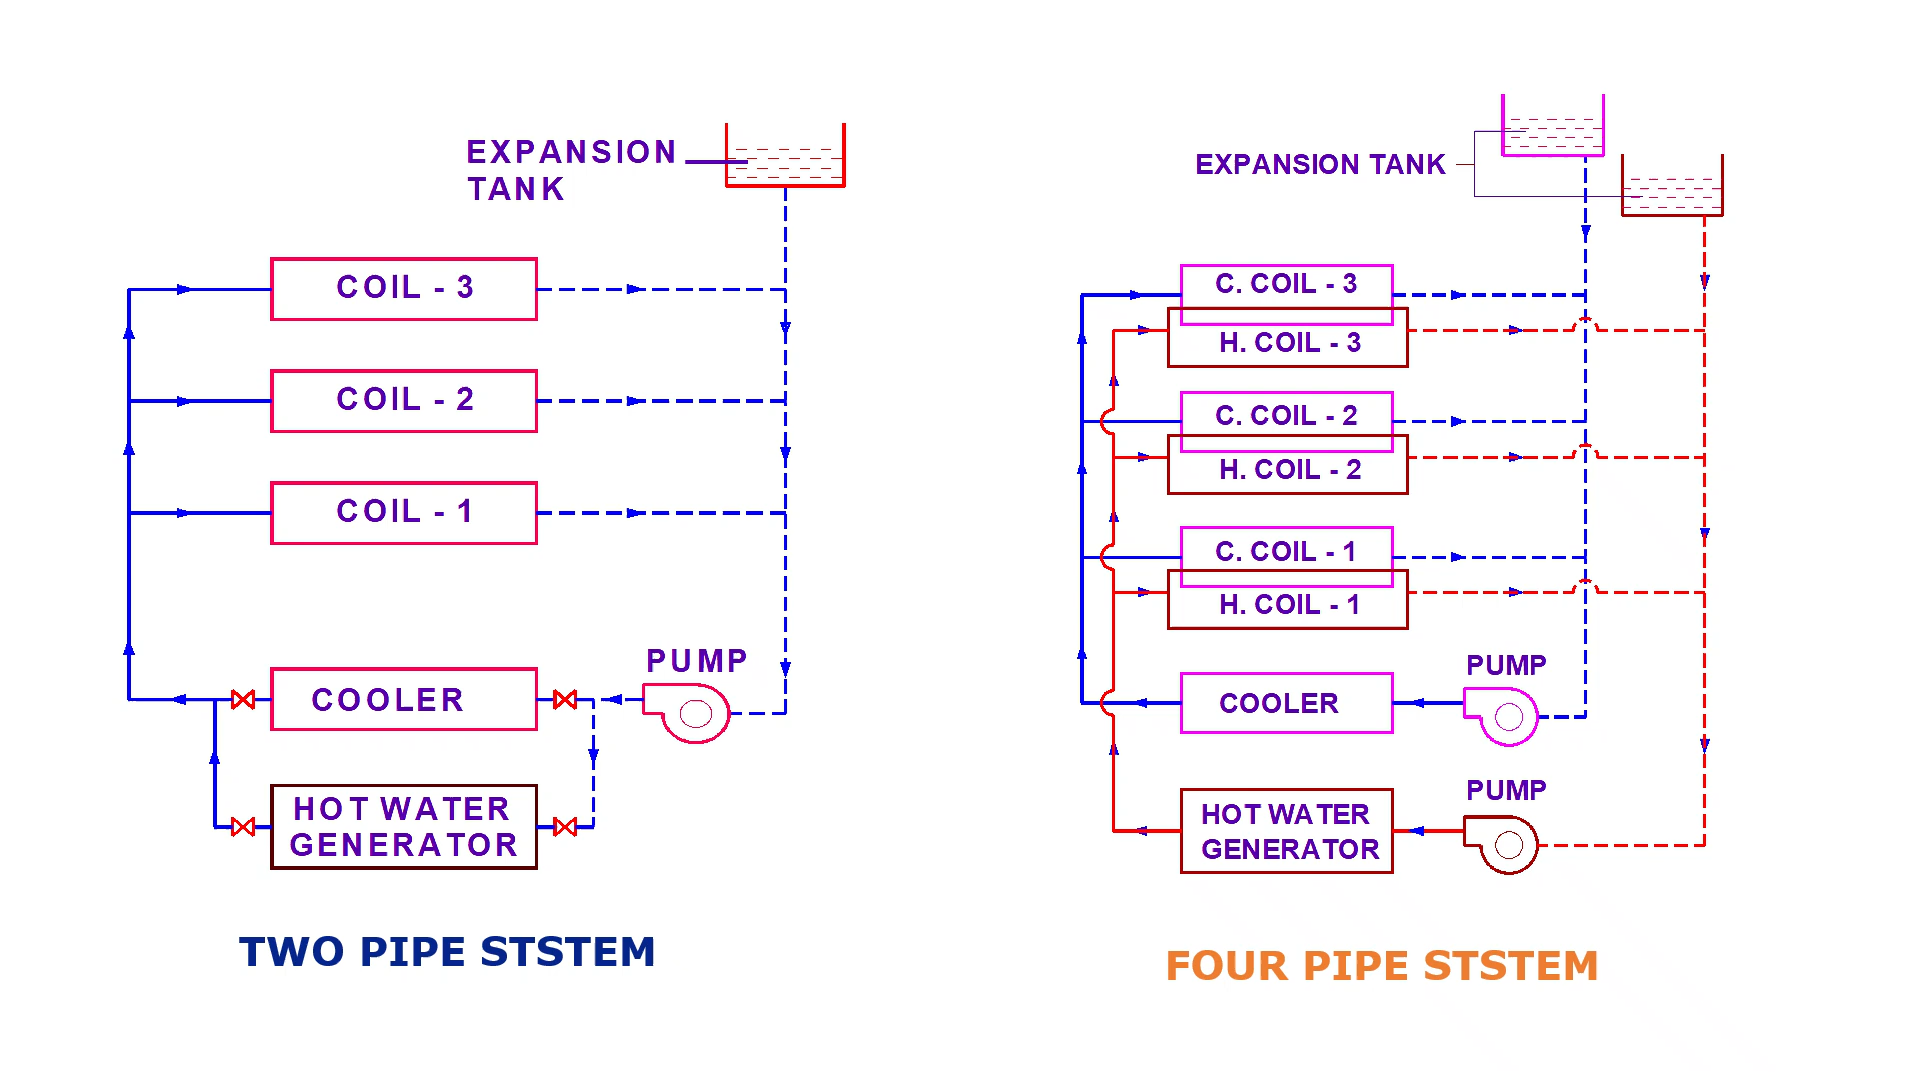 EXPANSION
TANK
COIL - 3
COIL - 2
COIL - 1
PUMP
COOLER
HOT WATER
GENERATOR
TWO PIPE STSTEM
EXPANSION TANK
C. COIL - 3
H. COIL - 3
C. COIL - 2
H. COIL - 2
C. COIL - 1
H. COIL - 1
PUMP
COOLER
PUMP
HOT WATER
GENERATOR
FOUR PIPE STSTEM